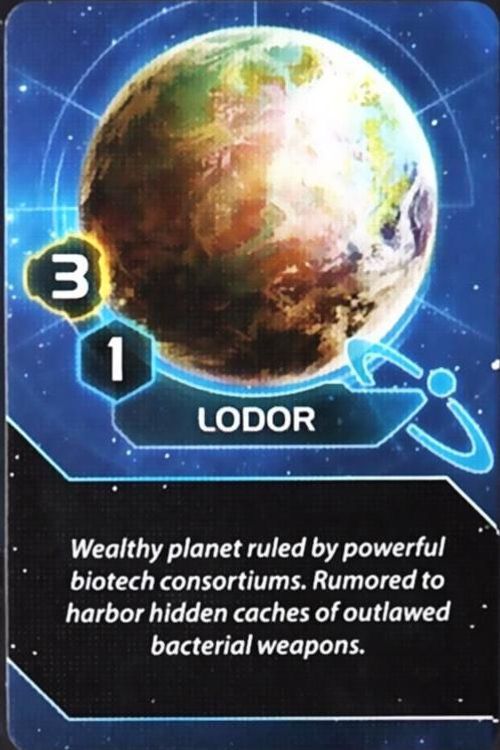 3
1
LODOR
Wealthy planet ruled by powerful
biotech consortiums. Rumored to
harbor hidden caches of outlawed
bacterial weapons.